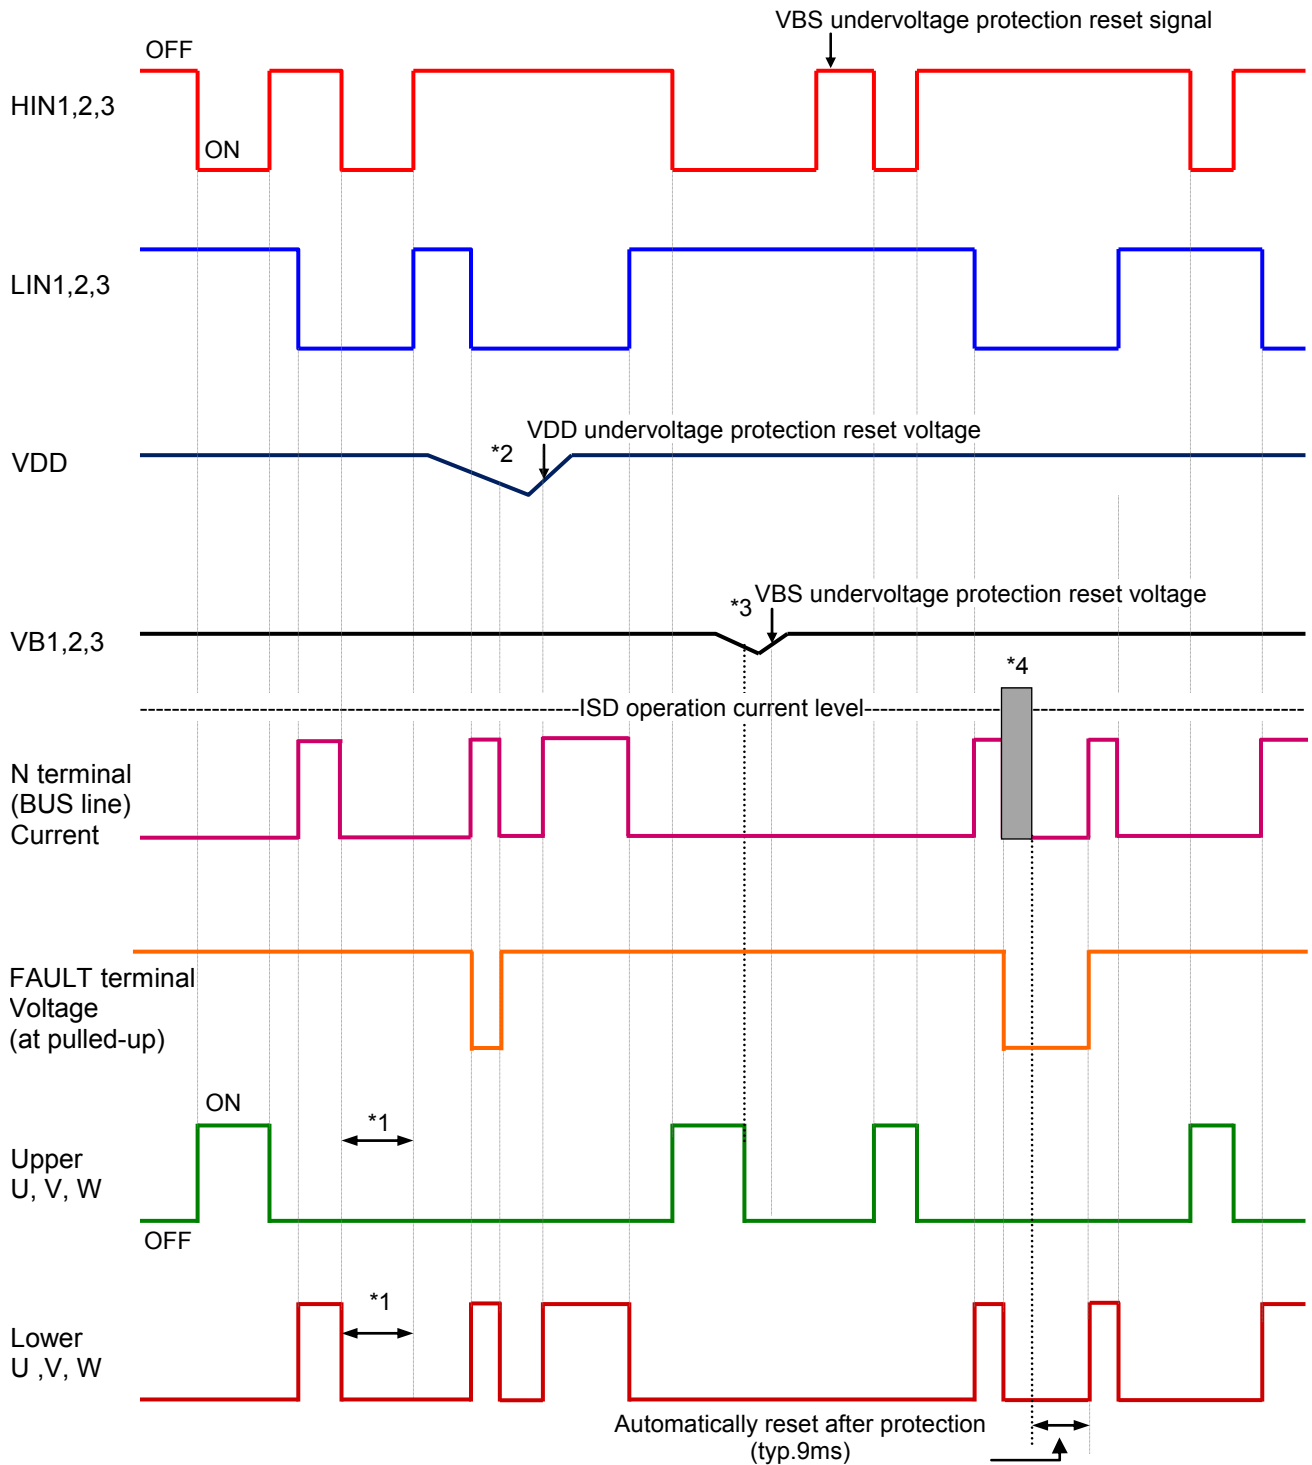 VBS undervoltage protection reset signal
OFF
HIN1,2,3
ON
LIN1,2,3
VDD undervoltage protection reset voltage
*2
VDD
VBS undervoltage protection reset voltage
*3
VB1,2,3
*4
ISD operation current level
N terminal
(BUS line)
Current
FAULT terminal
Voltage
(at pulled-up)
ON
*1
Upper
U, V, W
OFF
*1
Lower
U ,V, W
Automatically reset after protection
(typ.9ms)